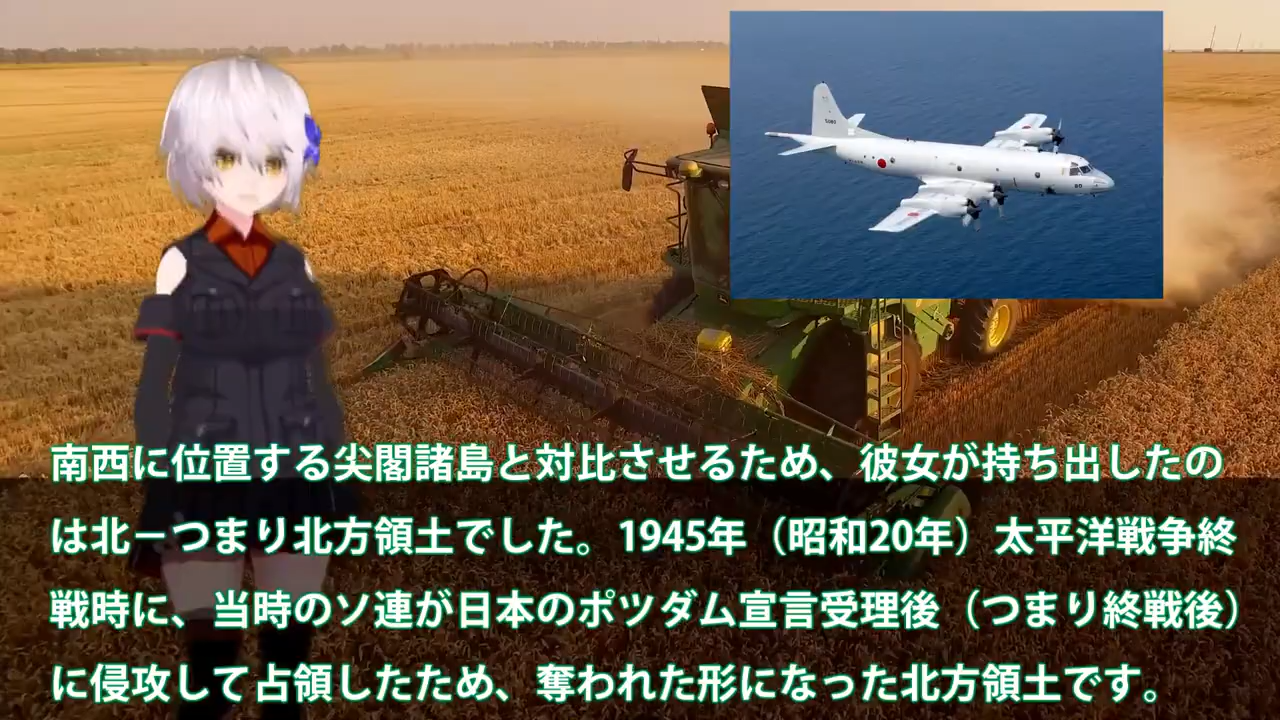 南西に位置する尖閣諸島と対比させるため、彼女が持ち出したの
は北－つまり北方領土でした。1945年（昭和20年）太平洋戦争終
戦時に、当時のソ連が日本のポツダム宣言受理後（つまり終戦後）
に侵攻して占領したため、奪われた形になった北方領土です。